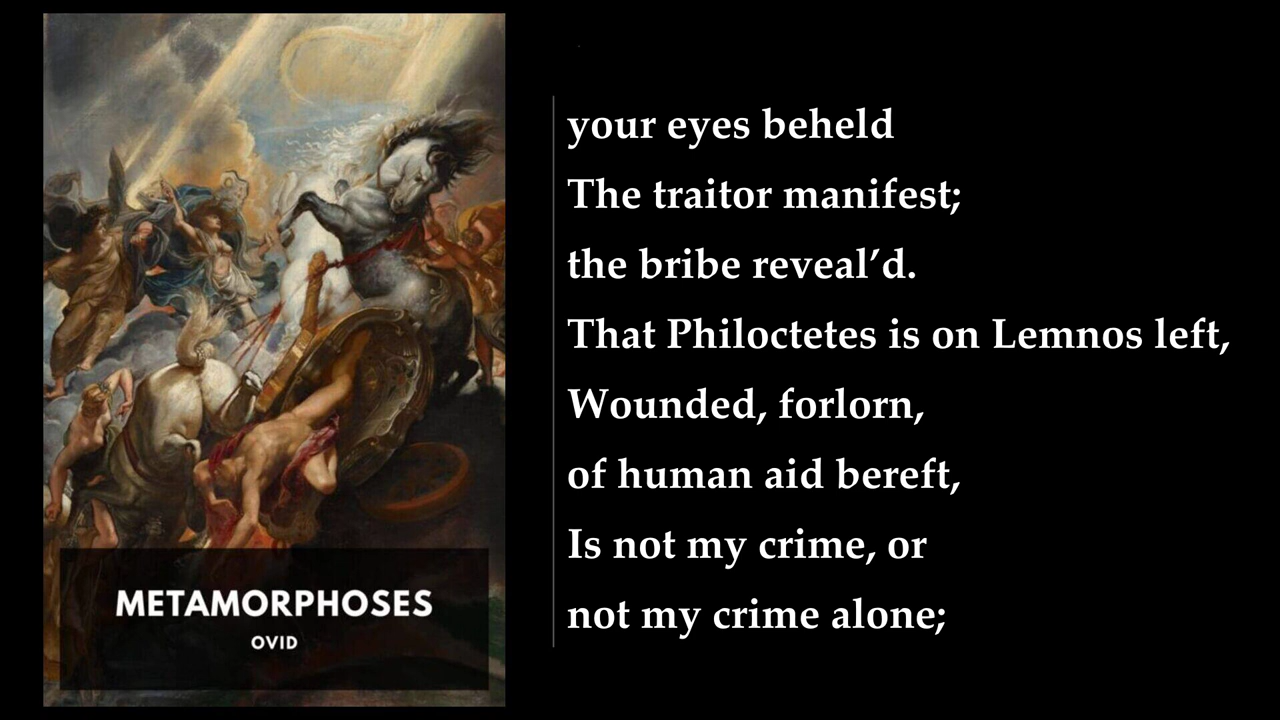 METAMORPHOSES
OVID
your eyes beheld
The traitor manifest;
the bribe reveal’d.
That Philoctetes is on Lemnos left,
Wounded, forlorn,
of human aid bereft,
Is not my crime, or
not my crime alone;